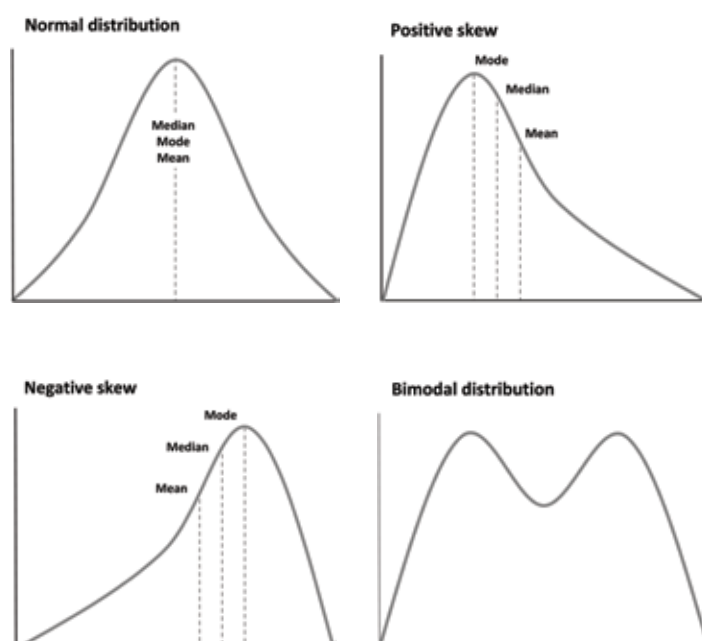 Normal distribution
Median
Mode
Mean
Positive skew
Mode
Median
Mean
Negative skew
Mode
Median
Mean
Bimodal distribution